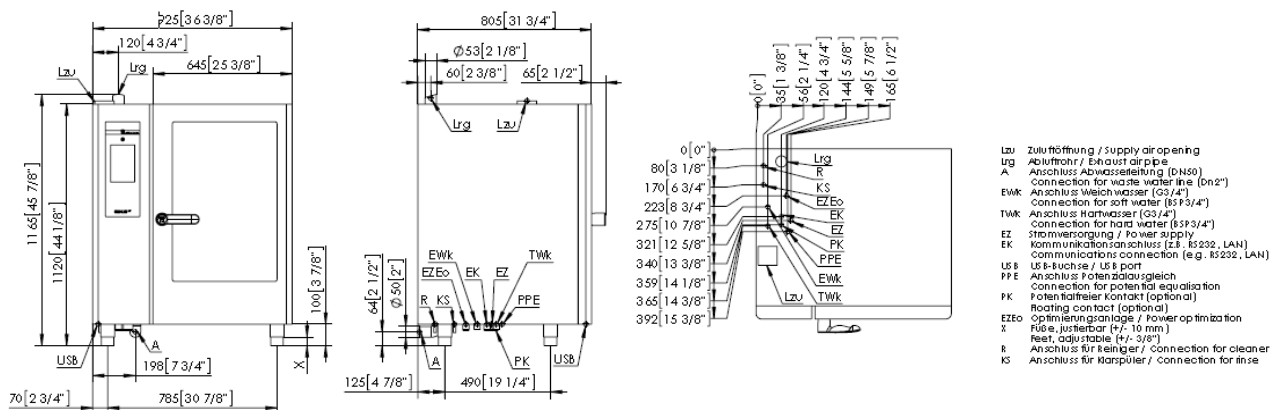 925[36 3/8"]
120[4 3/4"]
Lrg
Lzu
645[25 3/8"]
1165[45 7/8"]
1120[44 1/8"]
100[3 7/8"]
X
USB
A
198[7 3/4"]
70[2 3/4"]
785[30 7/8"]
805[31 3/4"]
Ø53[2 1/8"]
60[2 3/8"]
65[2 1/2"]
Lrg
Lzu
64[2 1/2"]
Ø50[2"]
EWk
TWk
EZEo
EK
EZ
R
KS
PPE
A
PK
USB
125[4 7/8"]
490[19 1/4"]
0[0"]
35[1 3/8"]
56[2 1/4"]
120[4 3/4"]
144[5 5/8"]
149[5 7/8"]
165[6 1/2"]
0[0"]
80[3 1/8"]
170[6 3/4"]
223[8 3/4"]
275[10 7/8"]
321[12 5/8"]
340[13 3/8"]
359[14 1/8"]
365[14 3/8"]
392[15 3/8"]
Lrg
R
KS
EZEo
EK
EZ
PK
PPE
EWk
TWk
Lzu
Lzu Zuluftöffnung / Supply air opening
Lrg Abluftrohr / Exhaust air pipe
A Anschluss Abwasserleitung (DN50)
Connection for waste water line (Dn2")
EWk Anschluss Weichwasser (G3/4")
Connection for soft water (BSP3/4")
TWk Anschluss Hartwasser (G3/4")
Connection for hard water (BSP3/4")
EZ Stromversorgung / Power supply
EK Kommunikationsanschluss (z.B. RS232, LAN)
Communications connection (e.g. RS232, LAN)
USB USB-Buchse / USB port
PPE Anschluss Potenzialausgleich
Connection for potential equalisation
PK Potentialfreier Kontakt (optional)
Floating contact (optional)
EZEo Optimierungsanlage / Power optimization
X Füße, justierbar (+/- 10 mm)
Feet, adjustable (+/- 3/8")
R Anschluss für Reiniger / Connection for cleaner
KS Anschluss für Klarspüler / Connection for rinse